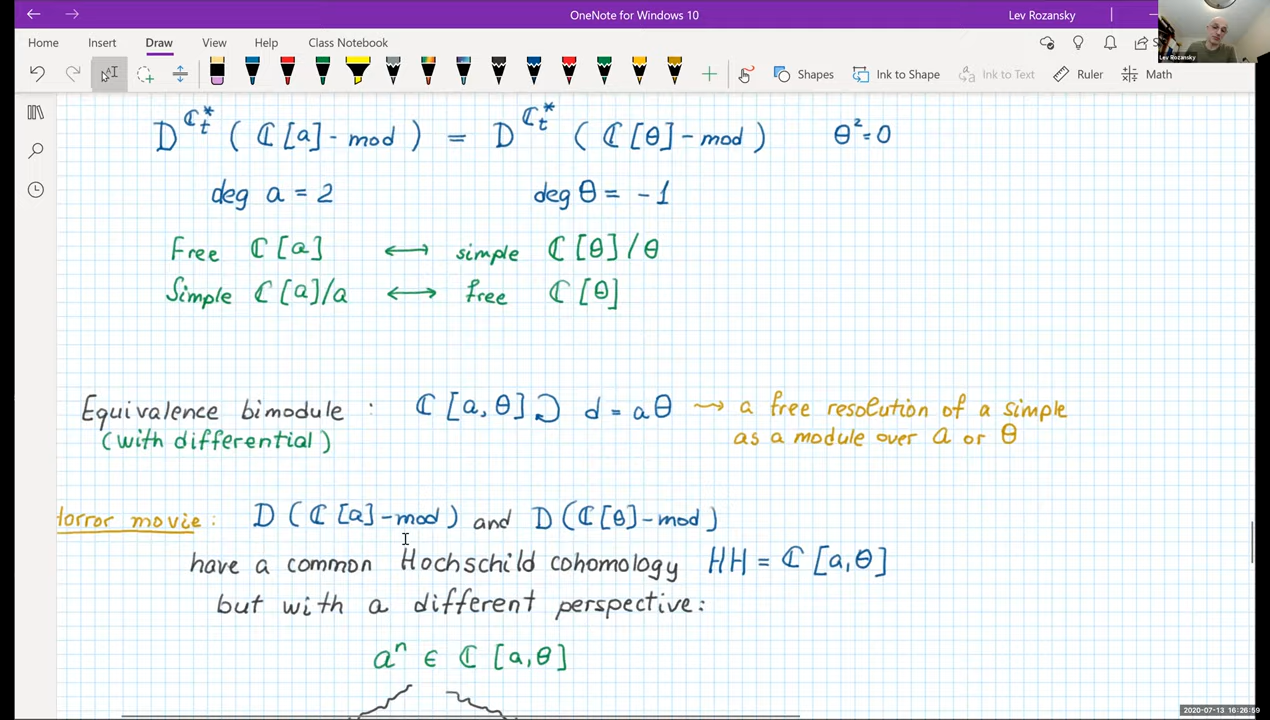 OneNote for Windows 10
Lev Rozansky
Lev Rozansky
Home Insert Draw View Help Class Notebook
Shapes Ink to Shape Ink to Text Ruler Math
D^{ℂ*_t} (ℂ[a]-mod) = D^{ℂ*_t} (ℂ[θ]-mod) θ²=0
deg a = 2 deg θ = -1
Free ℂ[a] ⟷ simple ℂ[θ]/θ
Simple ℂ[a]/a ⟷ free ℂ[θ]
Equivalence bimodule : ℂ[a,θ]⊃ d = aθ ⇝ a free resolution of a simple
(with differential) as a module over a or θ
Horror movie: D(ℂ[a]-mod) and D(ℂ[θ]-mod)
have a common Hochschild cohomology HH = ℂ[a,θ]
but with a different perspective:
aⁿ ∈ ℂ[a,θ]
2020-07-13 16:26:59